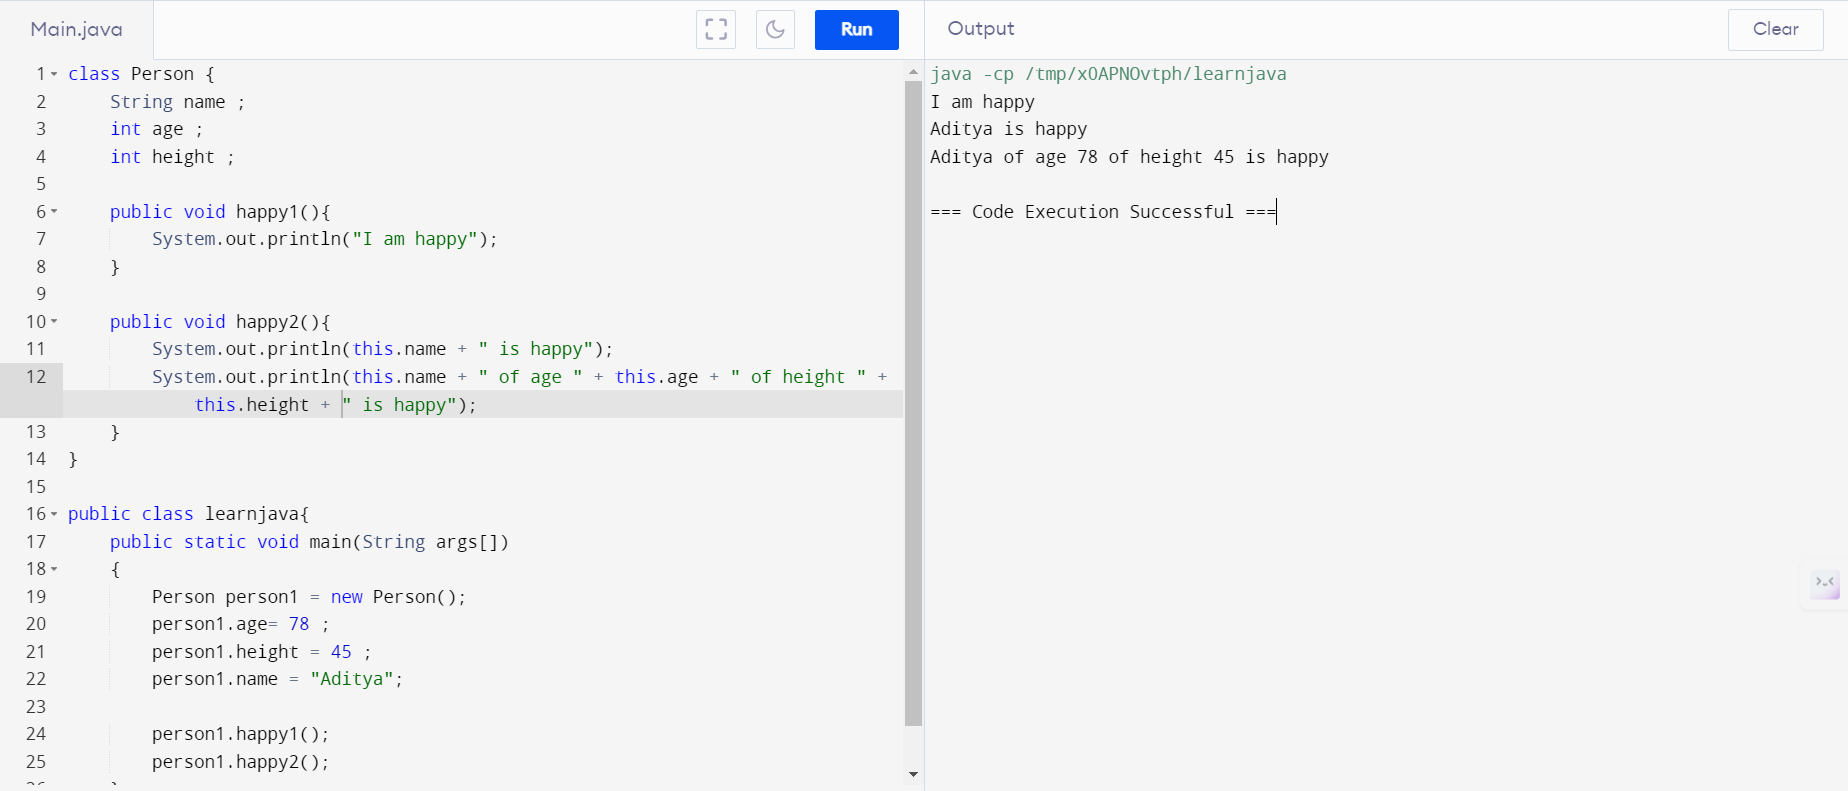 Main.java
Run
Output
Clear
1 class Person {
2     String name ;
3     int age ;
4     int height ;
5
6     public void happy1(){
7         System.out.println("I am happy");
8     }
9
10     public void happy2(){
11         System.out.println(this.name + " is happy");
12         System.out.println(this.name + " of age " + this.age + " of height " +
            this.height + " is happy");
13     }
14 }
15
16 public class learnjava{
17     public static void main(String args[])
18     {
19         Person person1 = new Person();
20         person1.age= 78 ;
21         person1.height = 45 ;
22         person1.name = "Aditya";
23
24         person1.happy1();
25         person1.happy2();
java -cp /tmp/xOAPNOvtph/learnjava
I am happy
Aditya is happy
Aditya of age 78 of height 45 is happy
=== Code Execution Successful ===